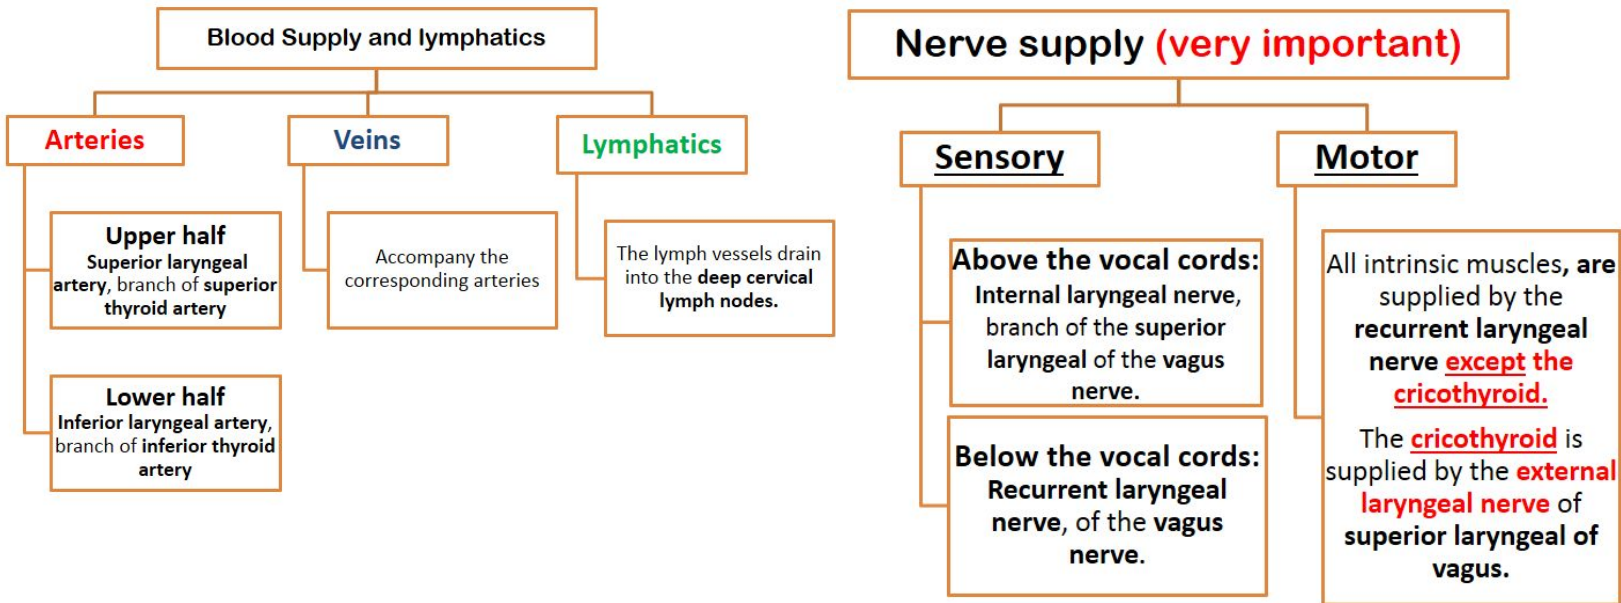 Blood Supply and lymphatics
Arteries
Veins
Lymphatics
Upper half
Superior laryngeal
artery, branch of superior
thyroid artery
Accompany the
corresponding arteries
The lymph vessels drain
into the deep cervical
lymph nodes.
Lower half
Inferior laryngeal artery,
branch of inferior thyroid
artery
Nerve supply (very important)
Sensory
Motor
Above the vocal cords:
Internal laryngeal nerve,
branch of the superior
laryngeal of the vagus
nerve.
Below the vocal cords:
Recurrent laryngeal
nerve, of the vagus
nerve.
All intrinsic muscles, are
supplied by the
recurrent laryngeal
nerve except the
cricothyroid.
The cricothyroid is
supplied by the external
laryngeal nerve of
superior laryngeal of
vagus.